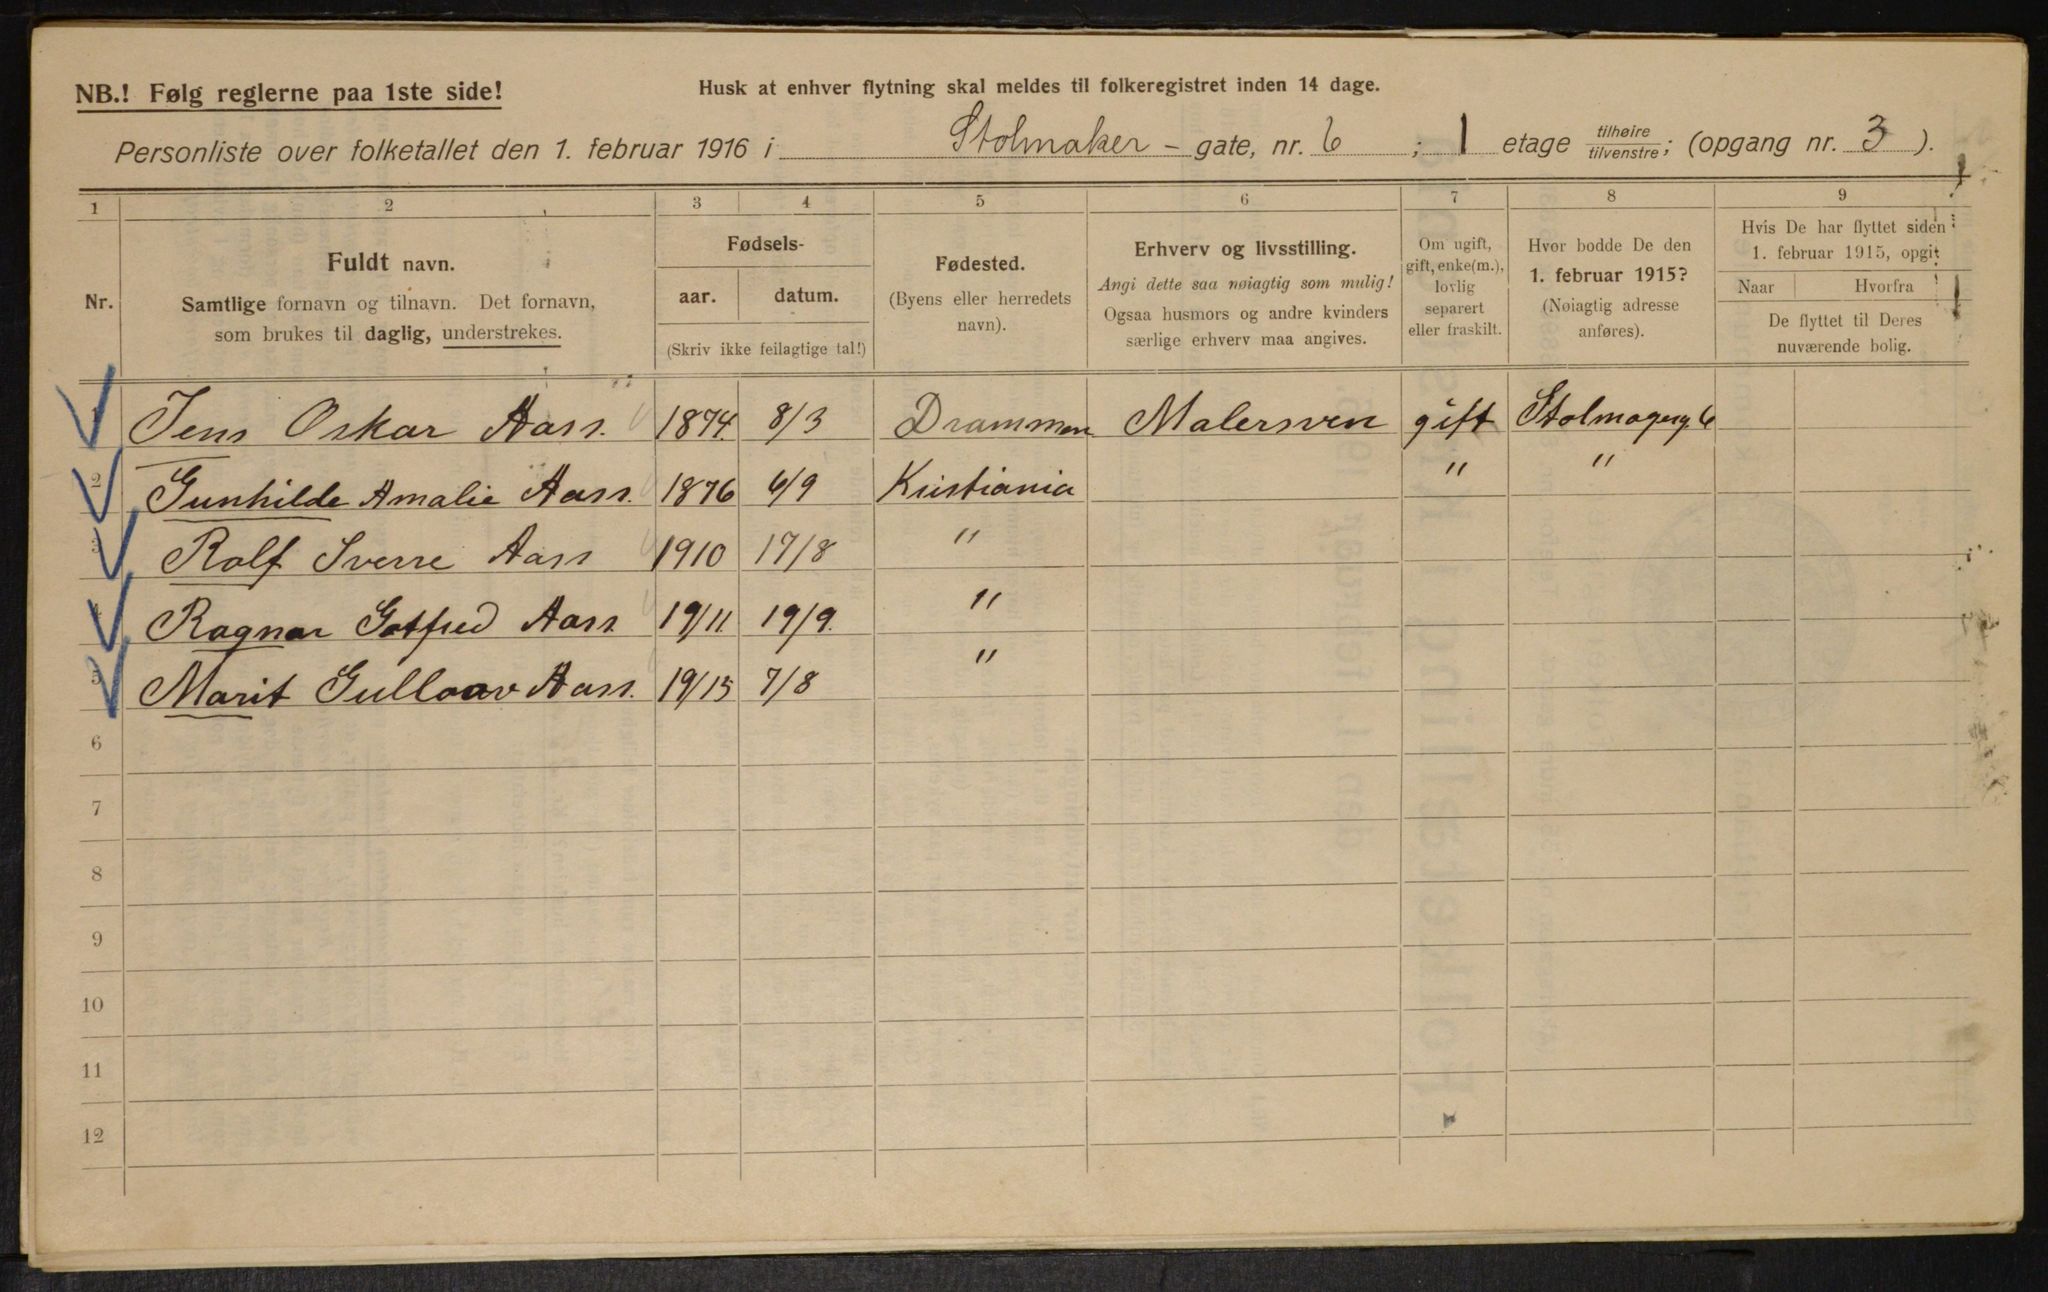 NB.! Følg reglerne paa 1ste side!
Husk at enhver flytning skal meldes til folkeregistret inden 14 dage.
Personliste over folketallet den 1. februar 1916 i Stolmaker - gate, nr. 6 ; 1 etage tilhøire/tilvenstre; (opgang nr. 3 ).
1 2 3 4 5 6 7 8 9
Nr.
Fuldt navn.
Samtlige fornavn og tilnavn. Det fornavn,
som brukes til daglig, understrekes.
Fødsels-
aar. datum.
(Skriv ikke feilagtige tal!)
Fødested.
(Byens eller herredets
navn).
Erhverv og livsstilling.
Angi dette saa nøiagtig som mulig!
Ogsaa husmors og andre kvinders
særlige erhverv maa angives.
Om ugift,
gift, enke(m.),
lovlig
separert
eller fraskilt.
Hvor bodde De den
1. februar 1915?
(Nøiagtig adresse
anføres).
Hvis De har flyttet siden
1. februar 1915, opgit
Naar Hvorfra
De flyttet til Deres
nuværende bolig.
1 Jens Oskar Aass. 1874. 8/3 Drammen Malersven gift Stolmagerg. 6
2 Gunhilde Amalie Aass. 1876 6/9 Kristiania " "
3 Rolf Sverre Aass 1910 17/8 "
4 Ragnar Gotfred Aass. 19/11. 19/9. "
5 Marit Gullaav Aass. 19/15 7/8 "
6
7
8
9
10
11
12